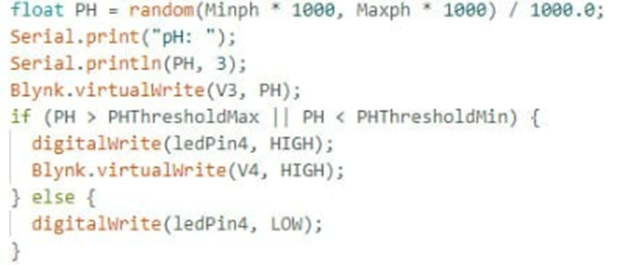 float PH = random(Minph * 1000, Maxph * 1000) / 1000.0;
Serial.print("pH: ");
Serial.println(PH, 3);
Blynk.virtualWrite(V3, PH);
if (PH > PHThresholdMax || PH < PHThresholdMin) {
digitalWrite(ledPin4, HIGH);
Blynk.virtualWrite(V4, HIGH);
} else {
digitalWrite(ledPin4, LOW);
}